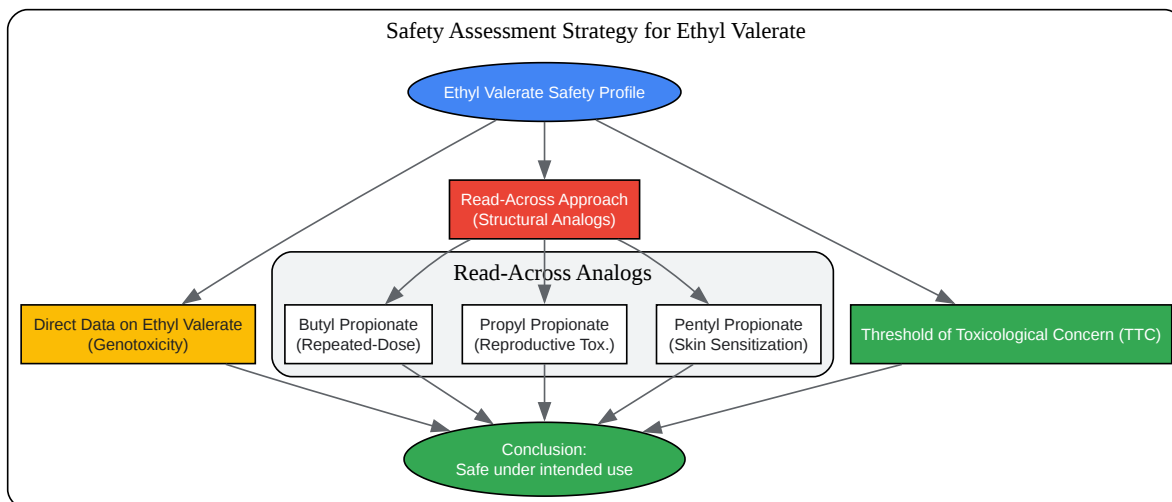 Safety Assessment Strategy for Ethyl Valerate
Ethyl Valerate Safety Profile
Read-Across Approach
(Structural Analogs)
Read-Across Analogs
Direct Data on Ethyl Valerate
(Genotoxicity)
Butyl Propionate
(Repeated-Dose)
Propyl Propionate
(Reproductive Tox.)
Pentyl Propionate
(Skin Sensitization)
Threshold of Toxicological Concern (TTC)
Conclusion:
Safe under intended use